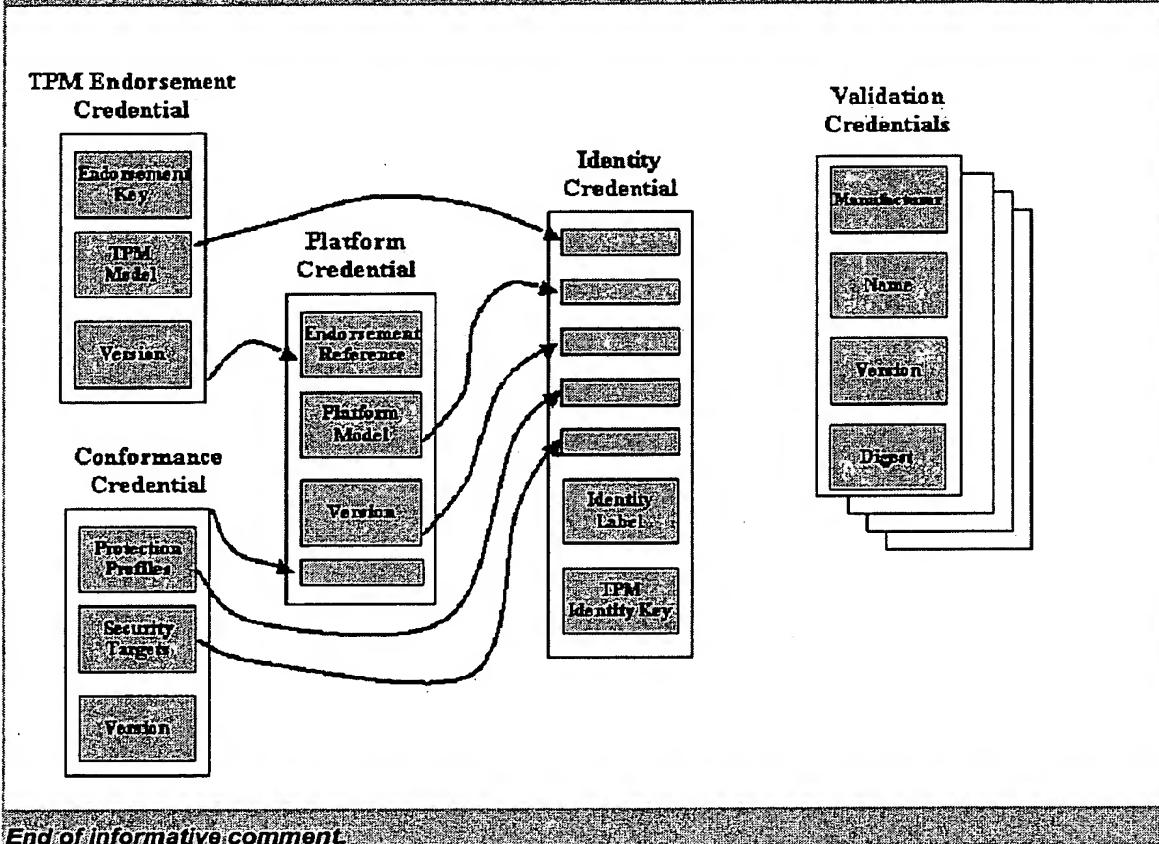 TPM Endorsement
Credential
Endorsement
Key
TPM
Model
Version
Conformance
Credential
Protection
Profiles
Security
Targets
Version
Platform
Credential
Endorsement
Reference
Platform
Model
Version
Identity
Credential
Identity
Label
TPM
Identity Key
Validation
Credentials
Manufacturer
Name
Version
Digest
End of informative comment.